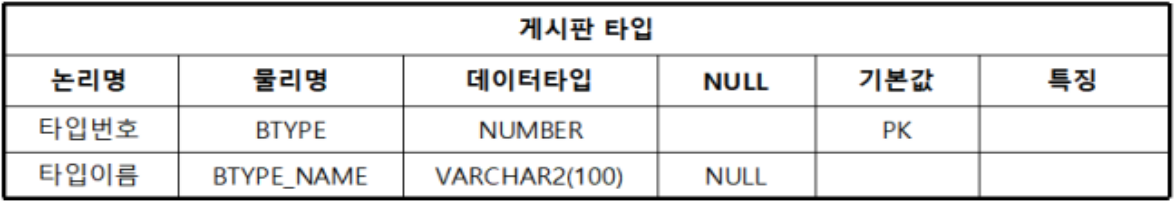 게시판 타입
논리명 물리명 데이터타입 NULL 기본값 특징
타입번호 BTYPE NUMBER PK
타입이름 BTYPE_NAME VARCHAR2(100) NULL